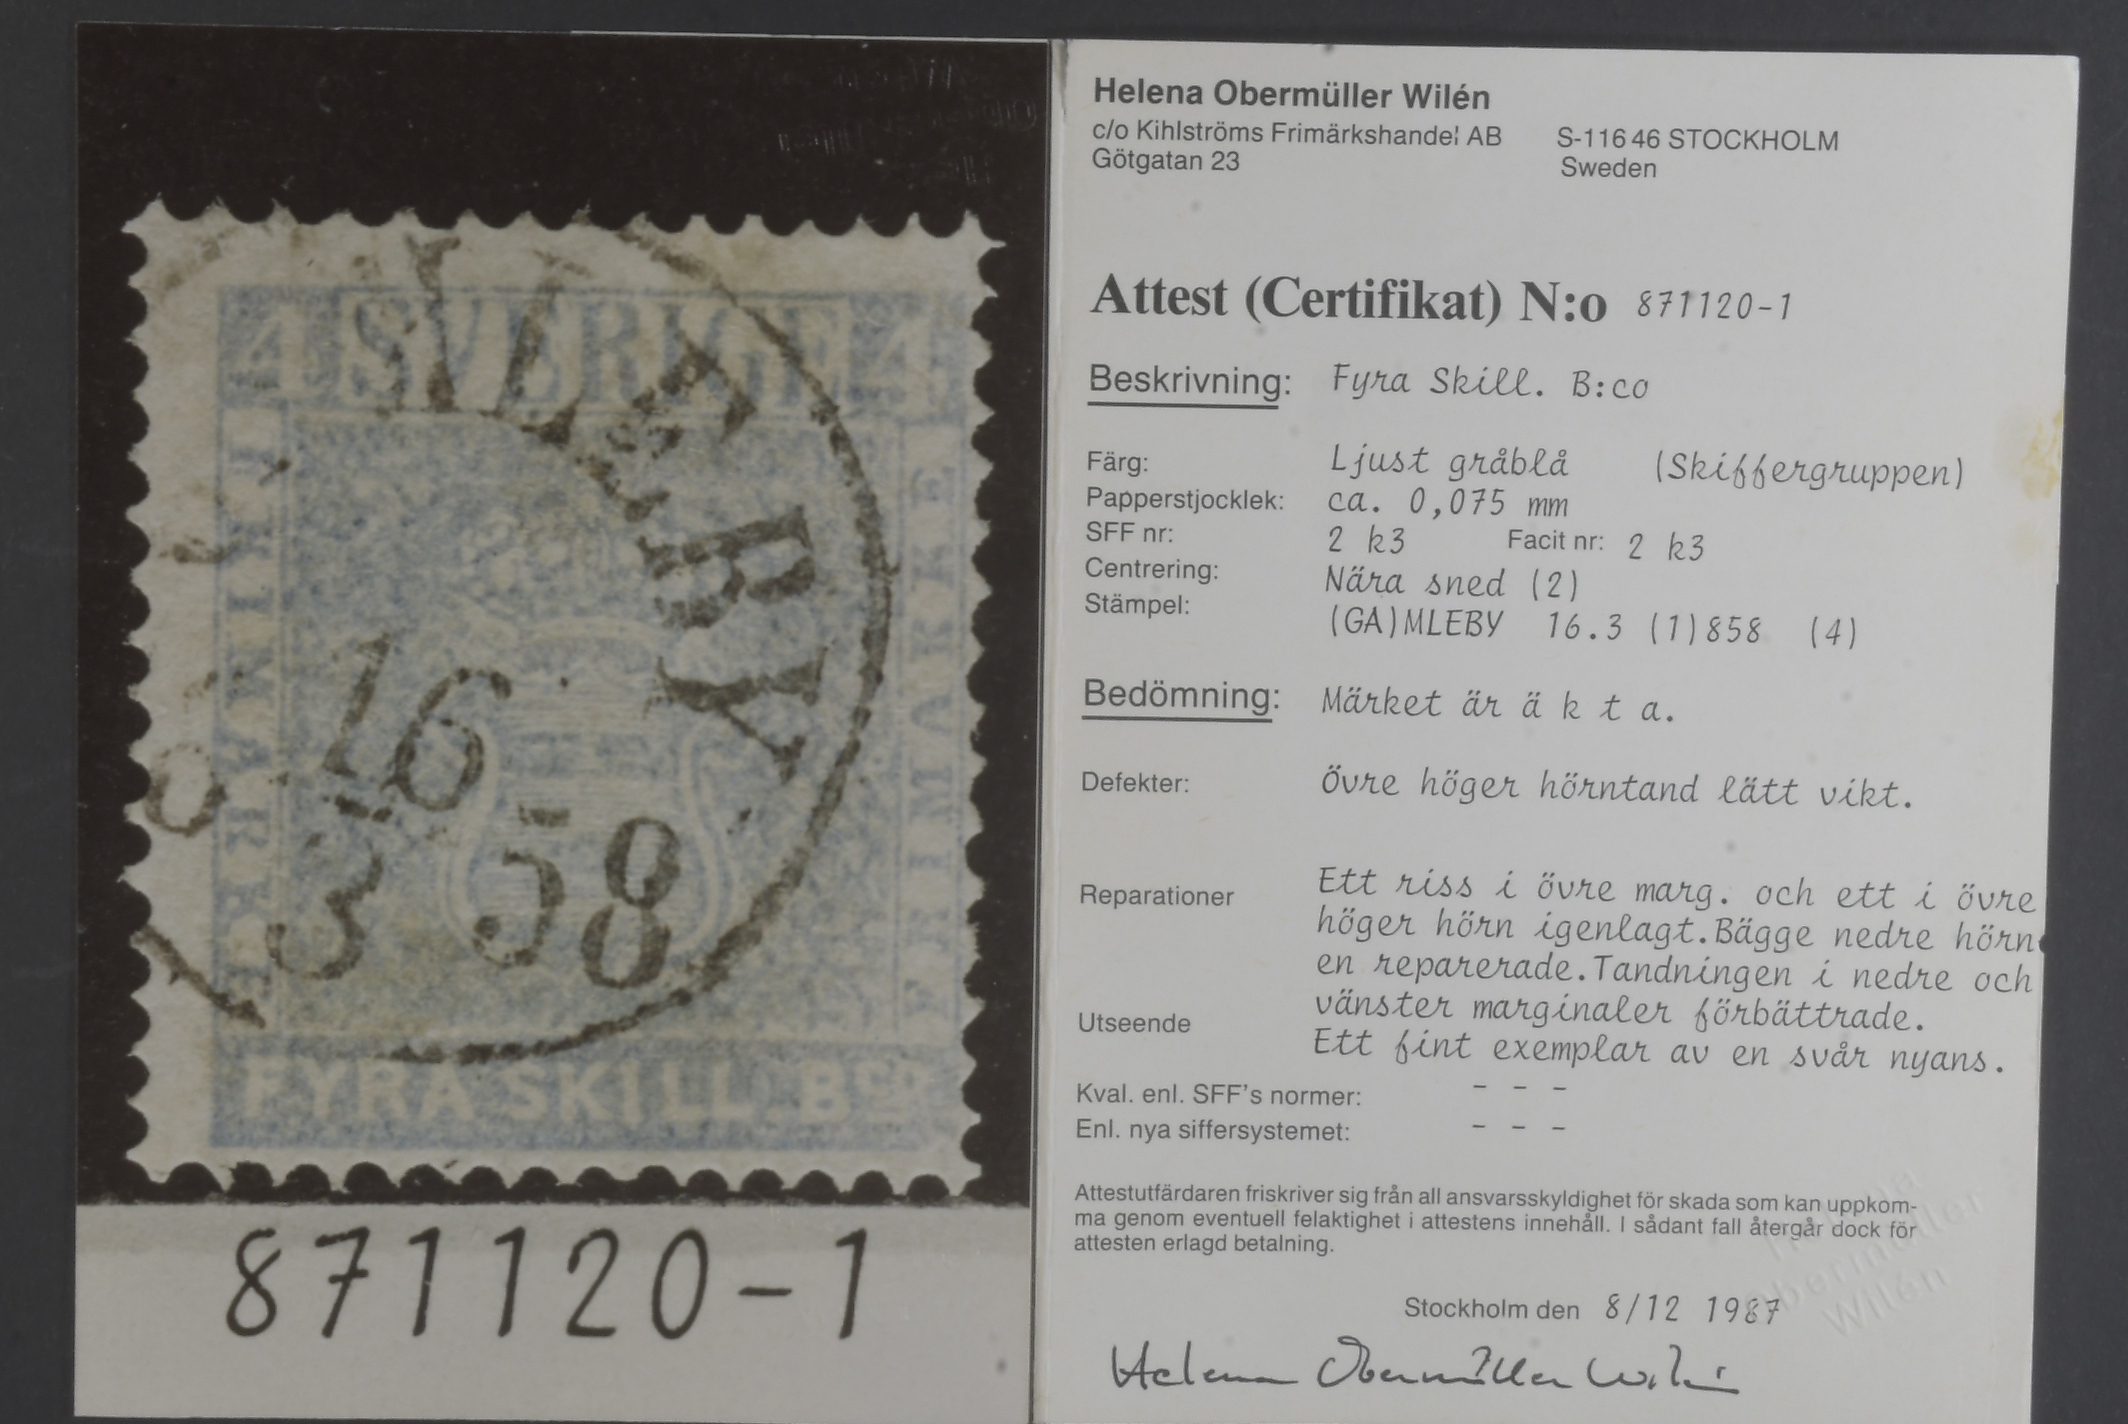 4 SVERIGE 4
MLEBY
16
3 58
FYRA SKILL. Bco
871120-1
Helena Obermüller Wilén
c/o Kihlströms Frimärkshandel AB S-116 46 STOCKHOLM
Götgatan 23 Sweden
Attest (Certifikat) N:o 871120-1
Beskrivning: Fyra Skill. B:co
Färg: Ljust gråblå (Skiffergruppen)
Papperstjocklek: ca. 0,075 mm
SFF nr: 2 k3 Facit nr: 2 k3
Centrering: Nära sned (2)
Stämpel: (GA)MLEBY 16.3 (1)858 (4)
Bedömning: Märket är ä k t a.
Defekter: Övre höger hörntand lätt vikt.
Reparationer Ett riss i övre marg. och ett i övre
höger hörn igenlagt. Bägge nedre hörn
en reparerade. Tandningen i nedre och
vänster marginaler förbättrade.
Utseende Ett fint exemplar av en svår nyans.
Kval. enl. SFF's normer: - - -
Enl. nya siffersystemet: - - -
Attestutfärdaren friskriver sig från all ansvarsskyldighet för skada som kan uppkom-
ma genom eventuell felaktighet i attestens innehåll. I sådant fall återgår dock för
attesten erlagd betalning.
Stockholm den 8/12 1987
Helena Obermüller Wilén
Obermüller
Wilén